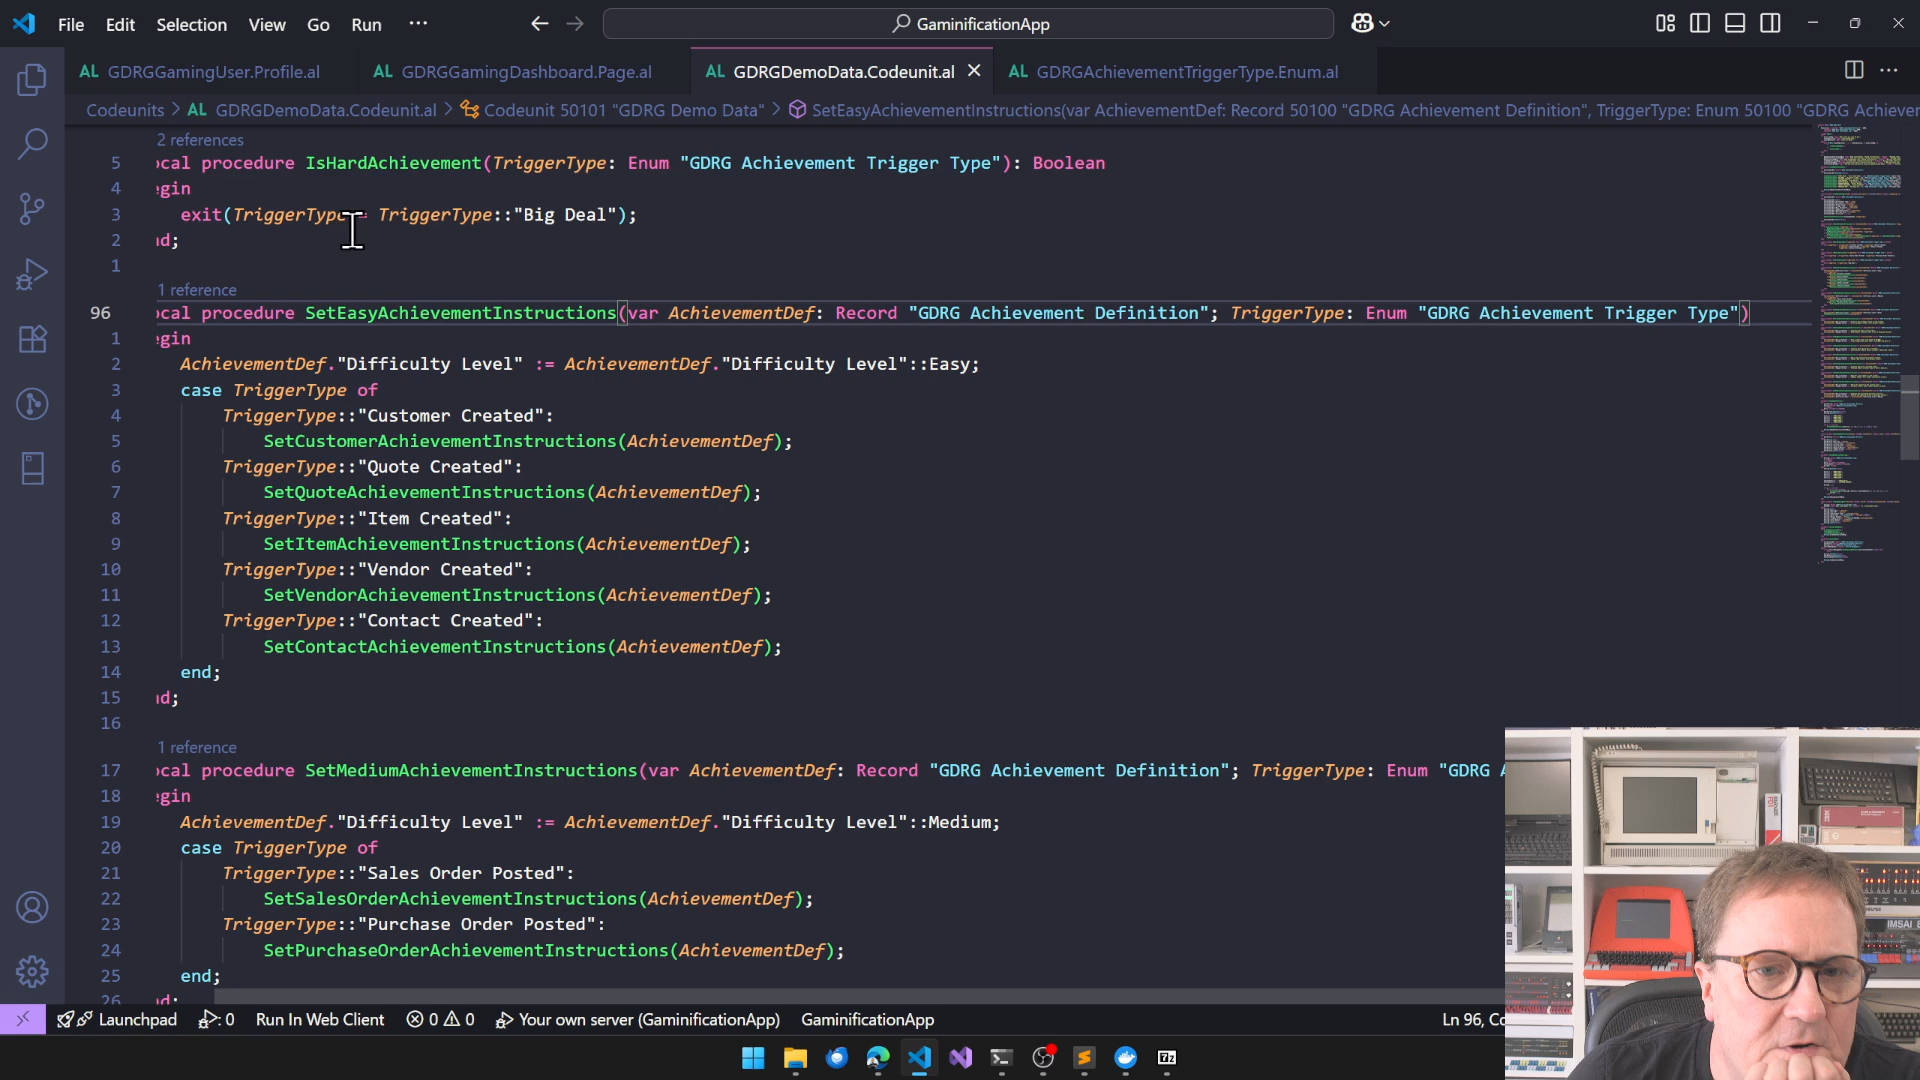 File Edit Selection View Go Run ···
GaminificationApp
AL GDRGGamingUser.Profile.al
AL GDRGGamingDashboard.Page.al
AL GDRGDemoData.Codeunit.al
AL GDRGAchievementTriggerType.Enum.al
Codeunits > AL GDRGDemoData.Codeunit.al > Codeunit 50101 "GDRG Demo Data" > SetEasyAchievementInstructions(var AchievementDef: Record 50100 "GDRG Achievement Definition", TriggerType: Enum 50100 "GDRG Achiever
2 references
5 ocal procedure IsHardAchievement(TriggerType: Enum "GDRG Achievement Trigger Type"): Boolean
4 egin
3 exit(TriggerType = TriggerType::"Big Deal");
2 nd;
1
1 reference
96 ocal procedure SetEasyAchievementInstructions(var AchievementDef: Record "GDRG Achievement Definition"; TriggerType: Enum "GDRG Achievement Trigger Type")
1 egin
2 AchievementDef."Difficulty Level" := AchievementDef."Difficulty Level"::Easy;
3 case TriggerType of
4 TriggerType::"Customer Created":
5 SetCustomerAchievementInstructions(AchievementDef);
6 TriggerType::"Quote Created":
7 SetQuoteAchievementInstructions(AchievementDef);
8 TriggerType::"Item Created":
9 SetItemAchievementInstructions(AchievementDef);
10 TriggerType::"Vendor Created":
11 SetVendorAchievementInstructions(AchievementDef);
12 TriggerType::"Contact Created":
13 SetContactAchievementInstructions(AchievementDef);
14 end;
15 nd;
16
1 reference
17 ocal procedure SetMediumAchievementInstructions(var AchievementDef: Record "GDRG Achievement Definition"; TriggerType: Enum "GDRG A
18 egin
19 AchievementDef."Difficulty Level" := AchievementDef."Difficulty Level"::Medium;
20 case TriggerType of
21 TriggerType::"Sales Order Posted":
22 SetSalesOrderAchievementInstructions(AchievementDef);
23 TriggerType::"Purchase Order Posted":
24 SetPurchaseOrderAchievementInstructions(AchievementDef);
25 end;
26 nd;
IMSAI 8
Launchpad 0 Run In Web Client 0 0 Your own server (GaminificationApp) GaminificationApp Ln 96, Co
7z